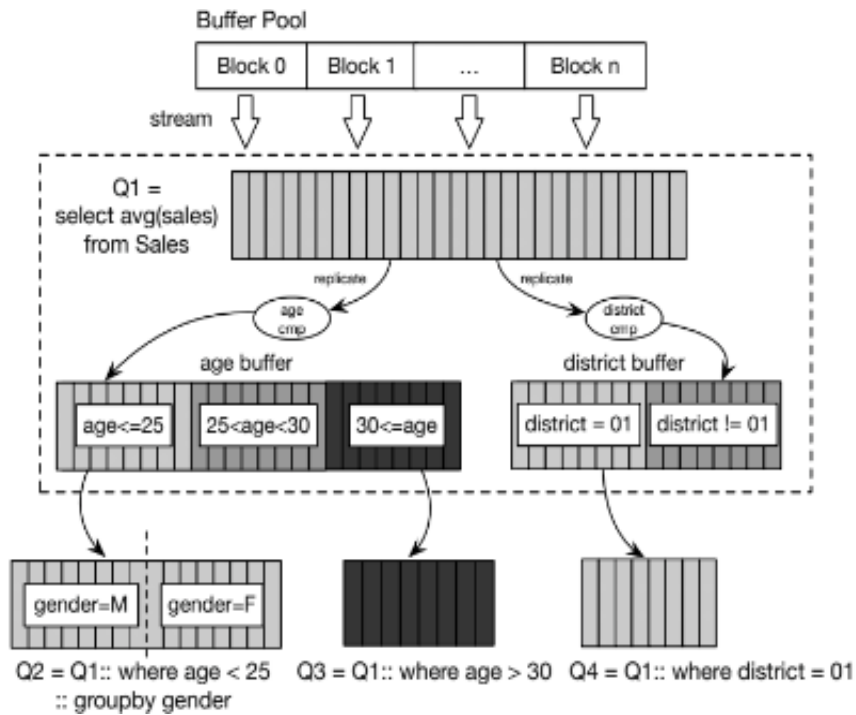 Buffer Pool
Block 0 Block 1 ... Block n
stream
Q1 =
select avg(sales)
from Sales
replicate replicate
age
cmp
district
cmp
age buffer district buffer
age<=25 25<age<30 30<=age district = 01 district != 01
gender=M gender=F
Q2 = Q1:: where age < 25 Q3 = Q1:: where age > 30 Q4 = Q1:: where district = 01
:: groupby gender